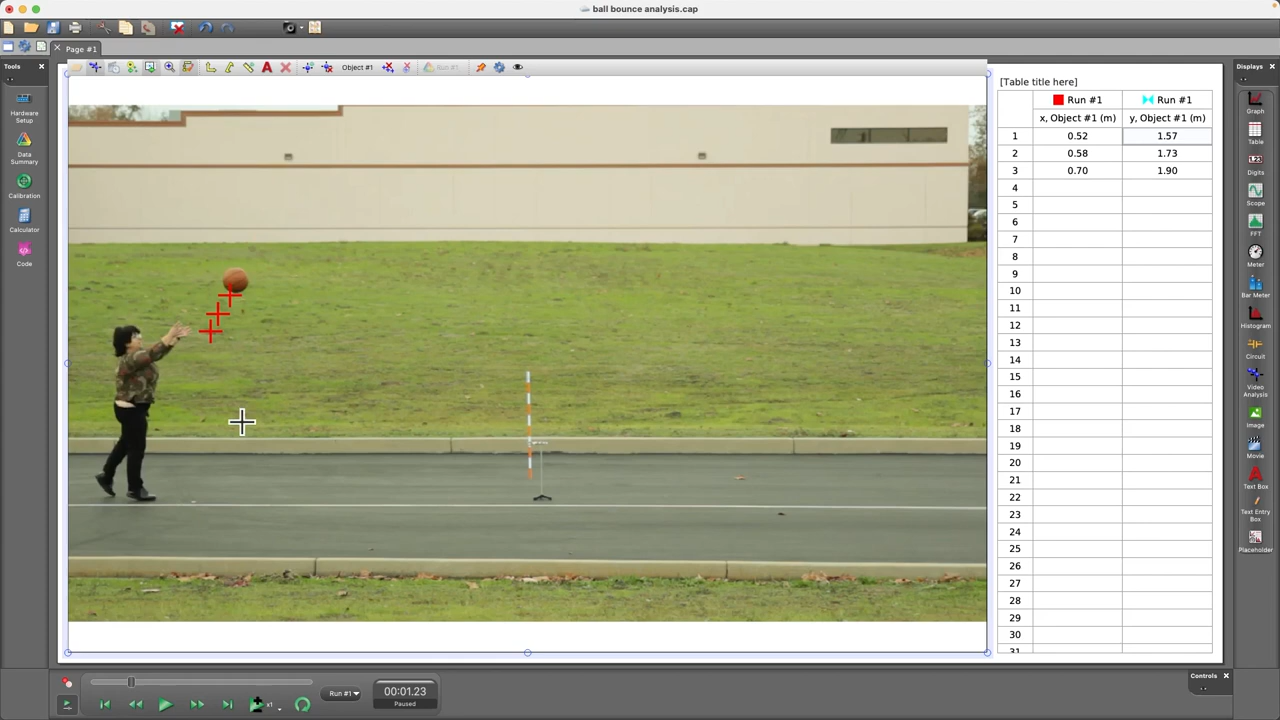 ball bounce analysis.cap
Page #1
Tools
Hardware
Setup
Data
Summary
Calibration
Calculator
Code
Object #1
Run #1
[Table title here]
Run #1 Run #1
x, Object #1 (m) y, Object #1 (m)
1 0.52 1.57
2 0.58 1.73
3 0.70 1.90
4
5
6
7
8
9
10
11
12
13
14
15
16
17
18
19
20
21
22
23
24
25
26
27
28
29
30
31
Displays
Graph
Table
Digits
Scope
FFT
Meter
Bar Meter
Histogram
Circuit
Video
Analysis
Image
Movie
Text Box
Text Entry
Box
Placeholder
x1
Run #1
00:01.23
Paused
Controls